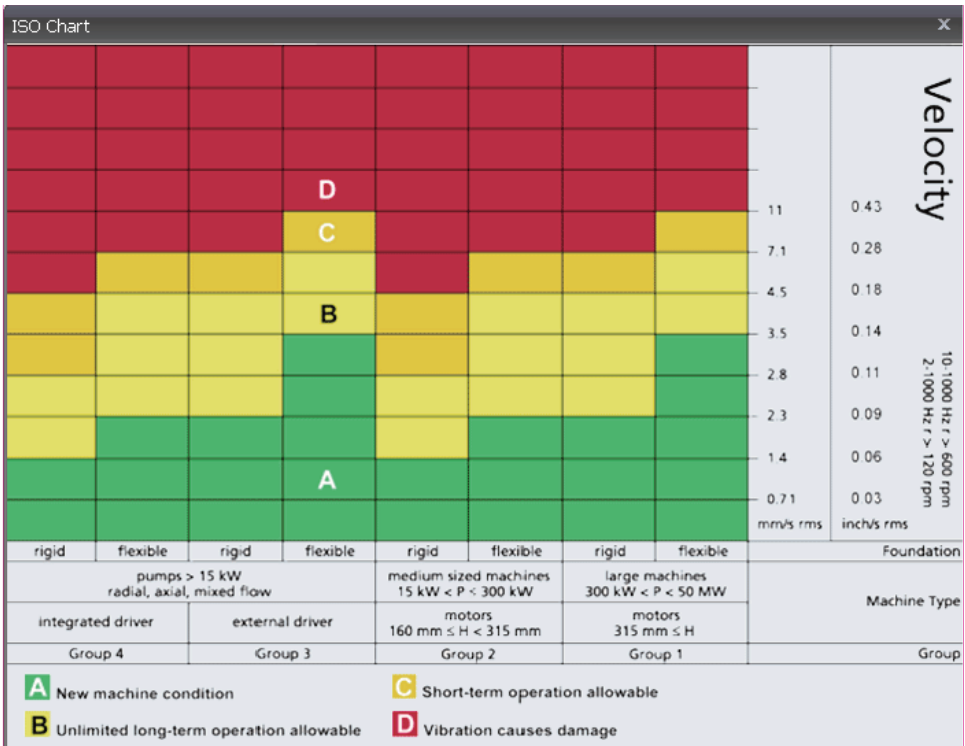 ISO Chart
x
D
C
B
A
Velocity
10-1000 Hz r > 600 rpm
2-1000 Hz r > 120 rpm
11 0.43
7.1 0.28
4.5 0.18
3.5 0.14
2.8 0.11
2.3 0.09
1.4 0.06
0.71 0.03
mm/s rms inch/s rms
rigid flexible rigid flexible rigid flexible rigid flexible Foundation
pumps > 15 kW
radial, axial, mixed flow
medium sized machines
15 kW < P ≤ 300 kW
large machines
300 kW < P < 50 MW
Machine Type
integrated driver
external driver
motors
160 mm ≤ H < 315 mm
motors
315 mm ≤ H
Group 4 Group 3 Group 2 Group 1 Group
A New machine condition
B Unlimited long-term operation allowable
C Short-term operation allowable
D Vibration causes damage